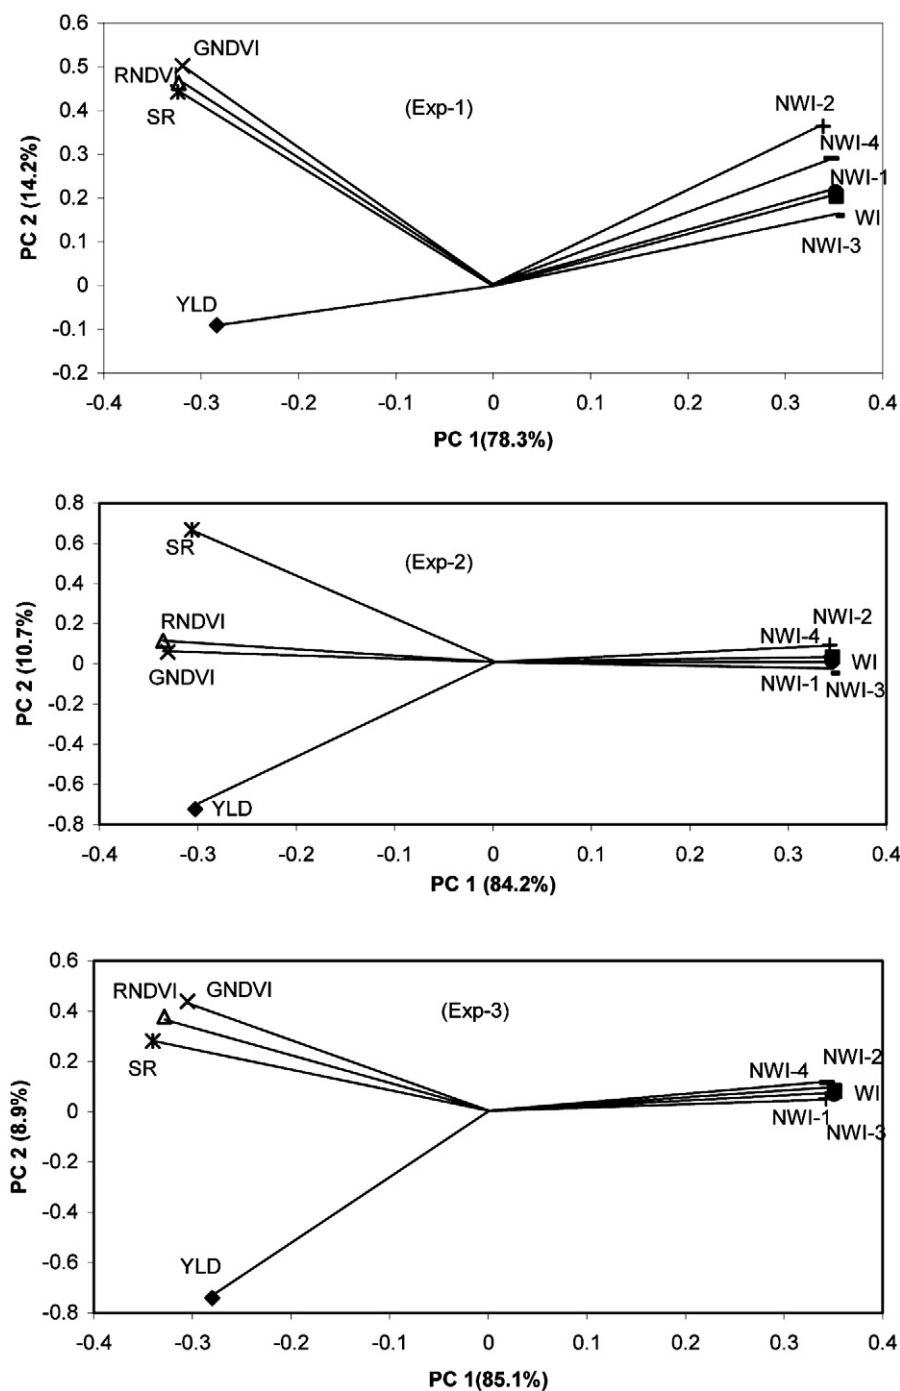 0.6
GNDVI
0.5
RNDVI
NWI-2
0.4
SR
(Exp-1)
NWI-4
0.3
NWI-1
0.2
WI
0.1
NWI-3
0
YLD
-0.1
-0.2
-0.4 -0.3 -0.2 -0.1 0 0.1 0.2 0.3 0.4
PC 2 (14.2%)
PC 1(78.3%)
0.8
0.6
SR
(Exp-2)
0.4
0.2
RNDVI
NWI-2
NWI-4
0
WI
GNDVI
NWI-1 NWI-3
-0.2
-0.4
-0.6
YLD
-0.8
-0.4 -0.3 -0.2 -0.1 0 0.1 0.2 0.3 0.4
PC 2 (10.7%)
PC 1 (84.2%)
0.6
RNDVI GNDVI
(Exp-3)
0.4
SR
0.2
NWI-4 NWI-2
WI
0
NWI-1
NWI-3
-0.2
-0.4
-0.6
YLD
-0.8
-0.4 -0.3 -0.2 -0.1 0 0.1 0.2 0.3 0.4
PC 2 (8.9%)
PC 1(85.1%)